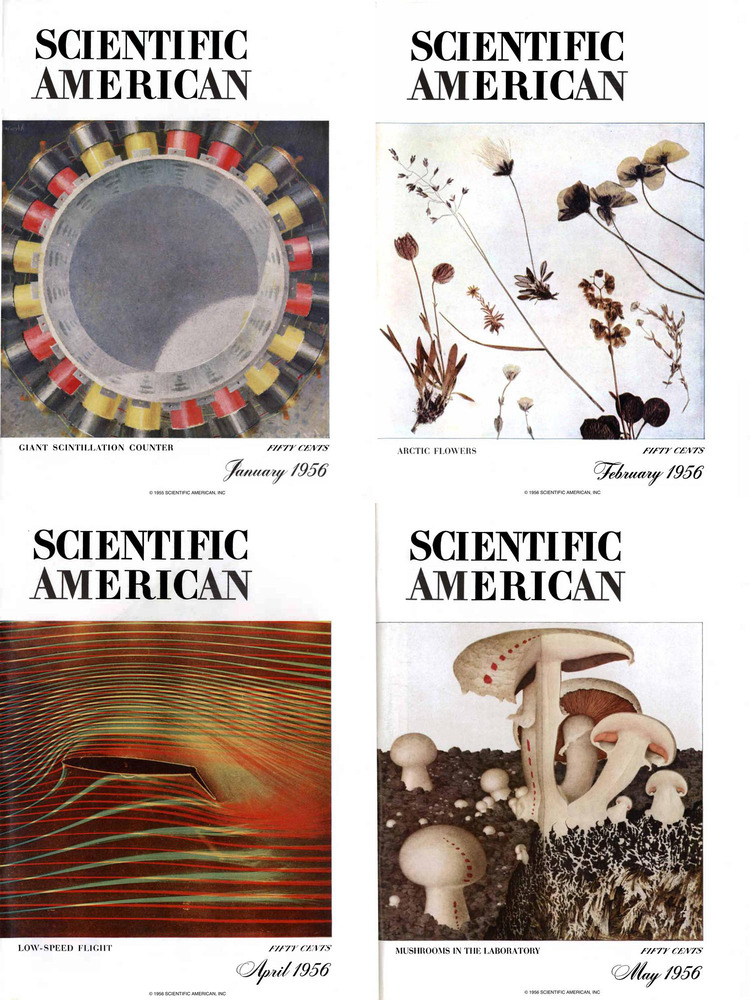 SCIENTIFIC
AMERICAN
GIANT SCINTILLATION COUNTER
FIFTY CENTS
January 1956
© 1955 SCIENTIFIC AMERICAN, INC
SCIENTIFIC
AMERICAN
ARCTIC FLOWERS
FIFTY CENTS
February 1956
© 1956 SCIENTIFIC AMERICAN, INC
SCIENTIFIC
AMERICAN
LOW-SPEED FLIGHT
FIFTY CENTS
April 1956
© 1956 SCIENTIFIC AMERICAN, INC
SCIENTIFIC
AMERICAN
MUSHROOMS IN THE LABORATORY
FIFTY CENTS
May 1956
© 1956 SCIENTIFIC AMERICAN, INC